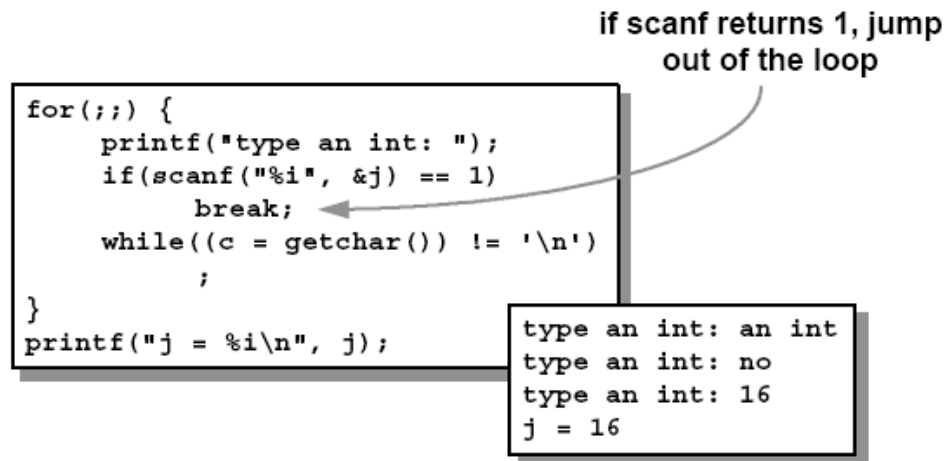 if scanf returns 1, jump
out of the loop
for(;;) {
printf("type an int: ");
if(scanf("%i", &j) == 1)
break;
while((c = getchar()) != '\n')
;
}
printf("j = %i\n", j);
type an int: an int
type an int: no
type an int: 16
j = 16